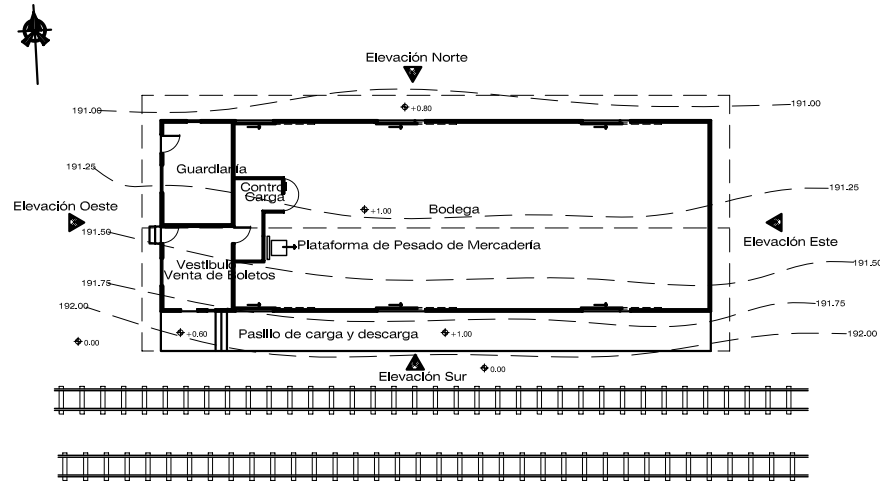 Elevación Norte
191.00
+0.80
191.00
191.25
Guardianía
Control
Carga
191.25
Elevación Oeste
+1.00
Bodega
191.50
Elevación Este
Plataforma de Pesado de Mercadería
Vestíbulo
Venta de Boletos
191.50
191.75
192.00
191.75
+0.60
Pasillo de carga y descarga
+1.00
192.00
0.00
0.00
Elevación Sur